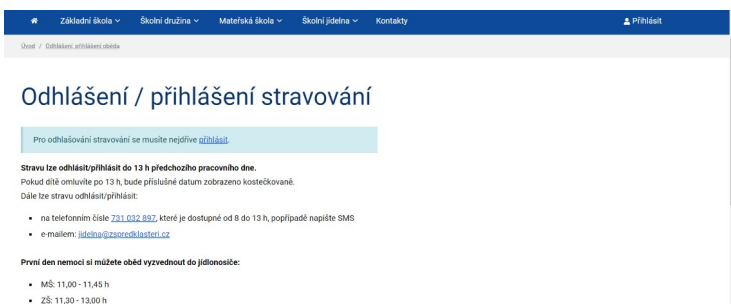 Základní škola Školní družina Mateřská škola Školní jídelna Kontakty Přihlásit
Úvod / Odhlášení, přihlášení oběda
Odhlášení / přihlášení stravování
Pro odhlašování stravování se musíte nejdříve přihlásit.
Stravu lze odhlásit/přihlásit do 13 h předchozího pracovního dne.
Pokud dítě omluvíte po 13 h, bude příslušné datum zobrazeno kostečkovaně.
Dále lze stravu odhlásit/přihlásit:
na telefonním čísle 731 032 897, které je dostupné od 8 do 13 h, popřípadě napište SMS
e-mailem: jidelna@zspredklasteri.cz
První den nemoci si můžete oběd vyzvednout do jídlonosiče:
MŠ: 11,00 - 11,45 h
ZŠ: 11,30 - 13,00 h